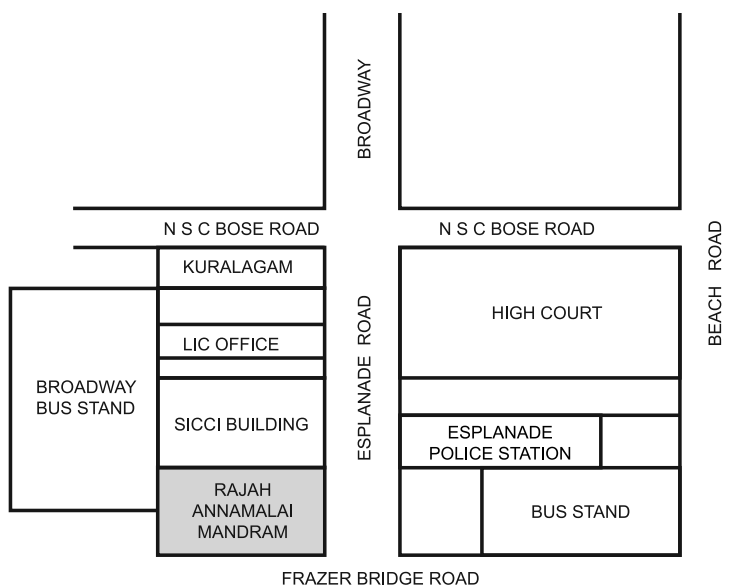 BROADWAY
N S C BOSE ROAD
N S C BOSE ROAD
BEACH ROAD
KURALAGAM
LIC OFFICE
BROADWAY
BUS STAND
SICCI BUILDING
RAJAH
ANNAMALAI
MANDRAM
ESPLANADE ROAD
HIGH COURT
ESPLANADE
POLICE STATION
BUS STAND
FRAZER BRIDGE ROAD